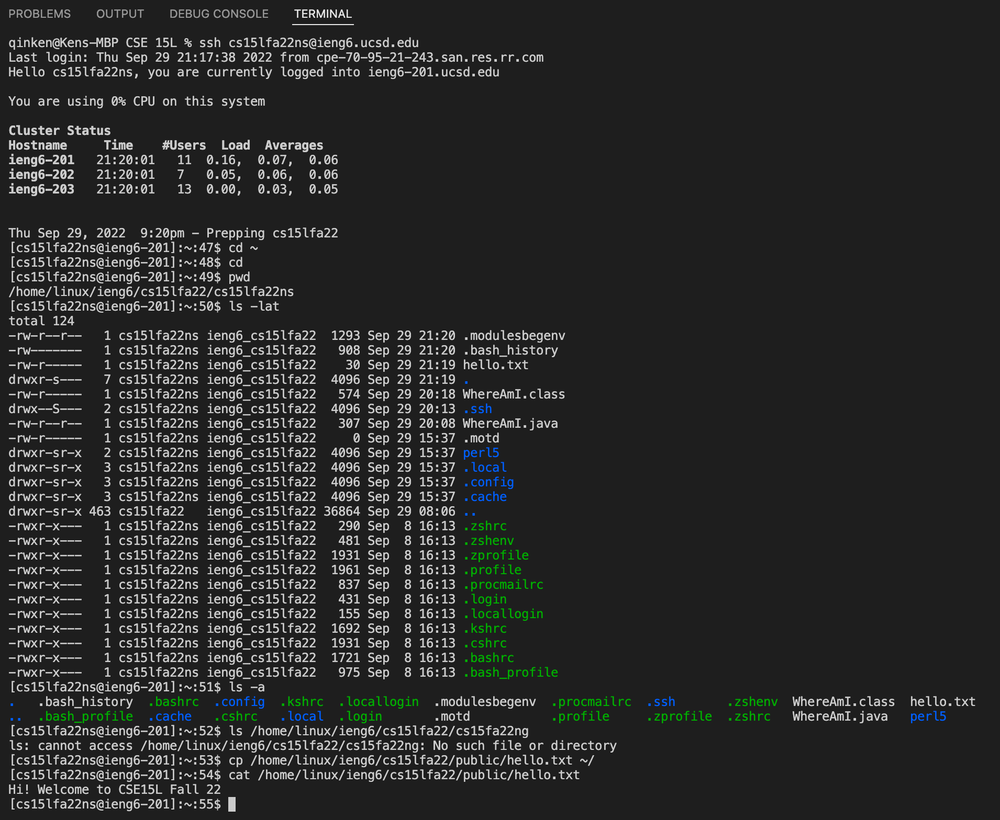 PROBLEMS OUTPUT DEBUG CONSOLE TERMINAL
qinken@Kens-MBP CSE 15L % ssh cs15lfa22ns@ieng6.ucsd.edu
Last login: Thu Sep 29 21:17:38 2022 from cpe-70-95-21-243.san.res.rr.com
Hello cs15lfa22ns, you are currently logged into ieng6-201.ucsd.edu
You are using 0% CPU on this system
Cluster Status
Hostname     Time    #Users  Load  Averages
ieng6-201   21:20:01   11  0.16,  0.07,  0.06
ieng6-202   21:20:01   7   0.05,  0.06,  0.06
ieng6-203   21:20:01   13  0.00,  0.03,  0.05
Thu Sep 29, 2022  9:20pm - Prepping cs15lfa22
[cs15lfa22ns@ieng6-201]:~:47$ cd ~
[cs15lfa22ns@ieng6-201]:~:48$ cd
[cs15lfa22ns@ieng6-201]:~:49$ pwd
/home/linux/ieng6/cs15lfa22/cs15lfa22ns
[cs15lfa22ns@ieng6-201]:~:50$ ls -lat
total 124
-rw-r--r--   1 cs15lfa22ns ieng6_cs15lfa22  1293 Sep 29 21:20 .modulesbegenv
-rw-------   1 cs15lfa22ns ieng6_cs15lfa22   908 Sep 29 21:20 .bash_history
-rw-r-----   1 cs15lfa22ns ieng6_cs15lfa22    30 Sep 29 21:19 hello.txt
drwxr-s---   7 cs15lfa22ns ieng6_cs15lfa22  4096 Sep 29 21:19 .
-rw-r-----   1 cs15lfa22ns ieng6_cs15lfa22   574 Sep 29 20:18 WhereAmI.class
drwx--S---   2 cs15lfa22ns ieng6_cs15lfa22  4096 Sep 29 20:13 .ssh
-rw-r--r--   1 cs15lfa22ns ieng6_cs15lfa22   307 Sep 29 20:08 WhereAmI.java
-rw-r-----   1 cs15lfa22ns ieng6_cs15lfa22     0 Sep 29 15:37 .motd
drwxr-sr-x   2 cs15lfa22ns ieng6_cs15lfa22  4096 Sep 29 15:37 perl5
drwxr-sr-x   3 cs15lfa22ns ieng6_cs15lfa22  4096 Sep 29 15:37 .local
drwxr-sr-x   3 cs15lfa22ns ieng6_cs15lfa22  4096 Sep 29 15:37 .config
drwxr-sr-x   3 cs15lfa22ns ieng6_cs15lfa22  4096 Sep 29 15:37 .cache
drwxr-sr-x 463 cs15lfa22   ieng6_cs15lfa22 36864 Sep 29 08:06 ..
-rwxr-x---   1 cs15lfa22ns ieng6_cs15lfa22   290 Sep  8 16:13 .zshrc
-rwxr-x---   1 cs15lfa22ns ieng6_cs15lfa22   481 Sep  8 16:13 .zshenv
-rwxr-x---   1 cs15lfa22ns ieng6_cs15lfa22  1931 Sep  8 16:13 .zprofile
-rwxr-x---   1 cs15lfa22ns ieng6_cs15lfa22  1961 Sep  8 16:13 .profile
-rwxr-x---   1 cs15lfa22ns ieng6_cs15lfa22   837 Sep  8 16:13 .procmailrc
-rwxr-x---   1 cs15lfa22ns ieng6_cs15lfa22   431 Sep  8 16:13 .login
-rwxr-x---   1 cs15lfa22ns ieng6_cs15lfa22   155 Sep  8 16:13 .locallogin
-rwxr-x---   1 cs15lfa22ns ieng6_cs15lfa22  1692 Sep  8 16:13 .kshrc
-rwxr-x---   1 cs15lfa22ns ieng6_cs15lfa22  1931 Sep  8 16:13 .cshrc
-rwxr-x---   1 cs15lfa22ns ieng6_cs15lfa22  1721 Sep  8 16:13 .bashrc
-rwxr-x---   1 cs15lfa22ns ieng6_cs15lfa22   975 Sep  8 16:13 .bash_profile
[cs15lfa22ns@ieng6-201]:~:51$ ls -a
.   .bash_history  .bashrc  .config  .kshrc  .locallogin  .modulesbegenv  .procmailrc  .ssh       .zshenv  WhereAmI.class  hello.txt
..  .bash_profile  .cache   .cshrc   .local  .login       .motd           .profile     .zprofile  .zshrc   WhereAmI.java   perl5
[cs15lfa22ns@ieng6-201]:~:52$ ls /home/linux/ieng6/cs15lfa22/cs15fa22ng
ls: cannot access /home/linux/ieng6/cs15lfa22/cs15fa22ng: No such file or directory
[cs15lfa22ns@ieng6-201]:~:53$ cp /home/linux/ieng6/cs15lfa22/public/hello.txt ~/
[cs15lfa22ns@ieng6-201]:~:54$ cat /home/linux/ieng6/cs15lfa22/public/hello.txt
Hi! Welcome to CSE15L Fall 22
[cs15lfa22ns@ieng6-201]:~:55$